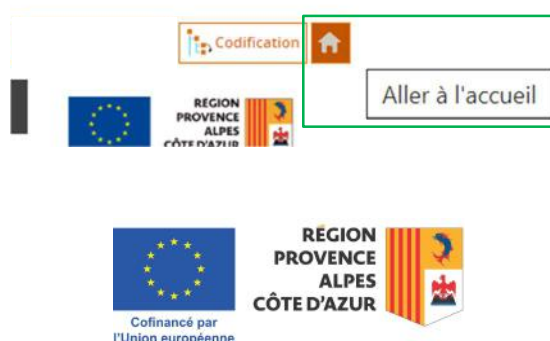 Codification
Aller à l'accueil
RÉGION
PROVENCE
ALPES
CÔTE D'AZUR
RÉGION
PROVENCE
ALPES
CÔTE D'AZUR
Cofinancé par
l'Union européenne